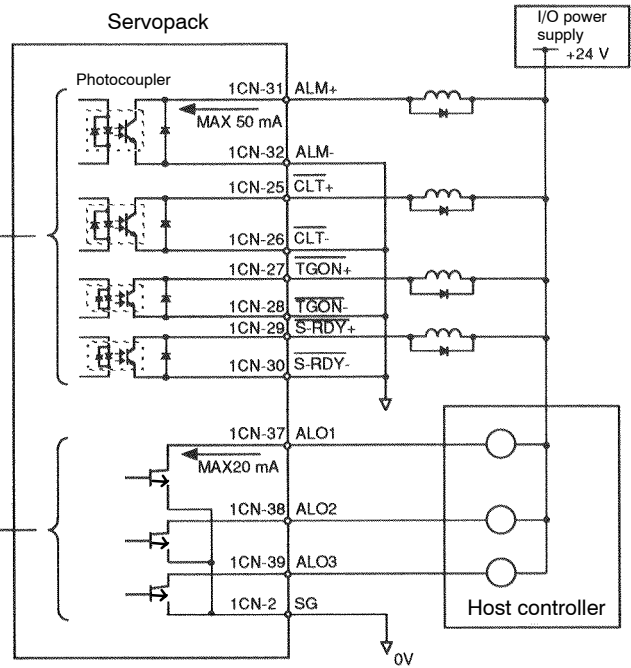 Servopack
I/O power
supply
+24 V
Photocoupler
1CN-31 ALM+
MAX 50 mA
1CN-32 ALM-
1CN-25 CLT+
1CN-26 CLT-
1CN-27 TGON+
1CN-28 TGON-
1CN-29 S-RDY+
1CN-30 S-RDY-
1CN-37 ALO1
MAX20 mA
1CN-38 ALO2
1CN-39 ALO3
1CN-2 SG
Host controller
0V